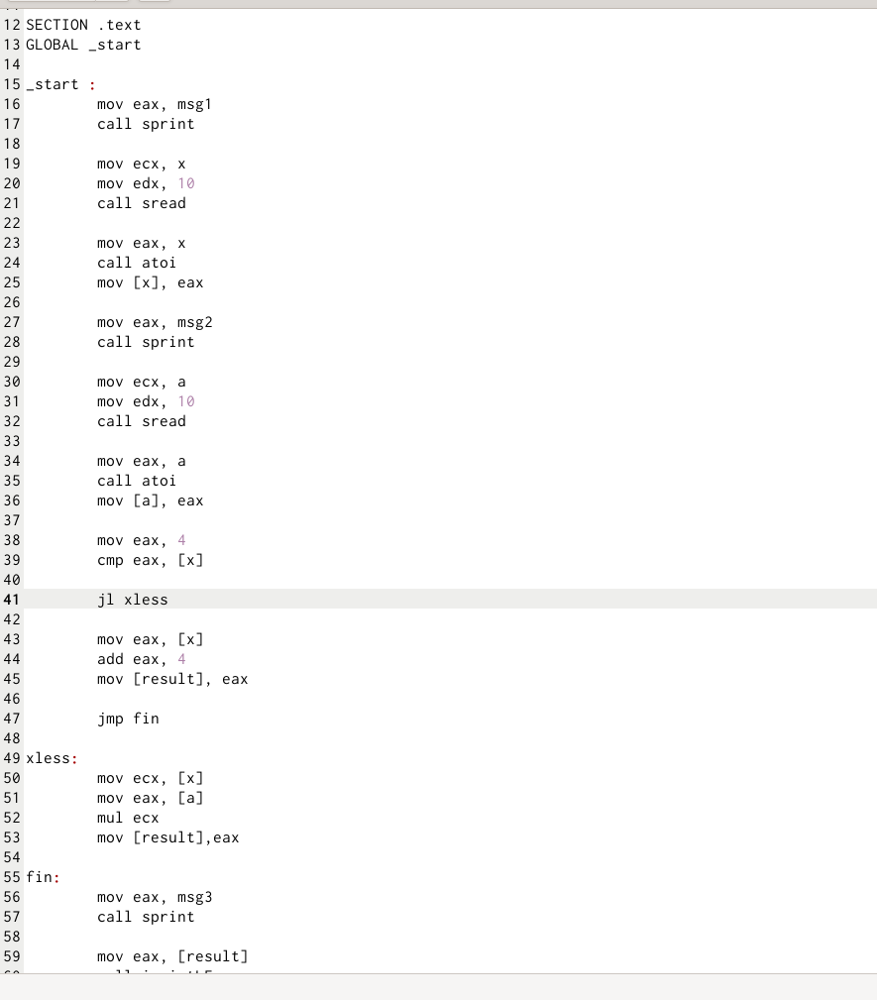 12 SECTION .text
13 GLOBAL _start
14
15 _start :
16 mov eax, msg1
17 call sprint
18
19 mov ecx, x
20 mov edx, 10
21 call sread
22
23 mov eax, x
24 call atoi
25 mov [x], eax
26
27 mov eax, msg2
28 call sprint
29
30 mov ecx, a
31 mov edx, 10
32 call sread
33
34 mov eax, a
35 call atoi
36 mov [a], eax
37
38 mov eax, 4
39 cmp eax, [x]
40
41 jl xless
42
43 mov eax, [x]
44 add eax, 4
45 mov [result], eax
46
47 jmp fin
48
49 xless:
50 mov ecx, [x]
51 mov eax, [a]
52 mul ecx
53 mov [result],eax
54
55 fin:
56 mov eax, msg3
57 call sprint
58
59 mov eax, [result]